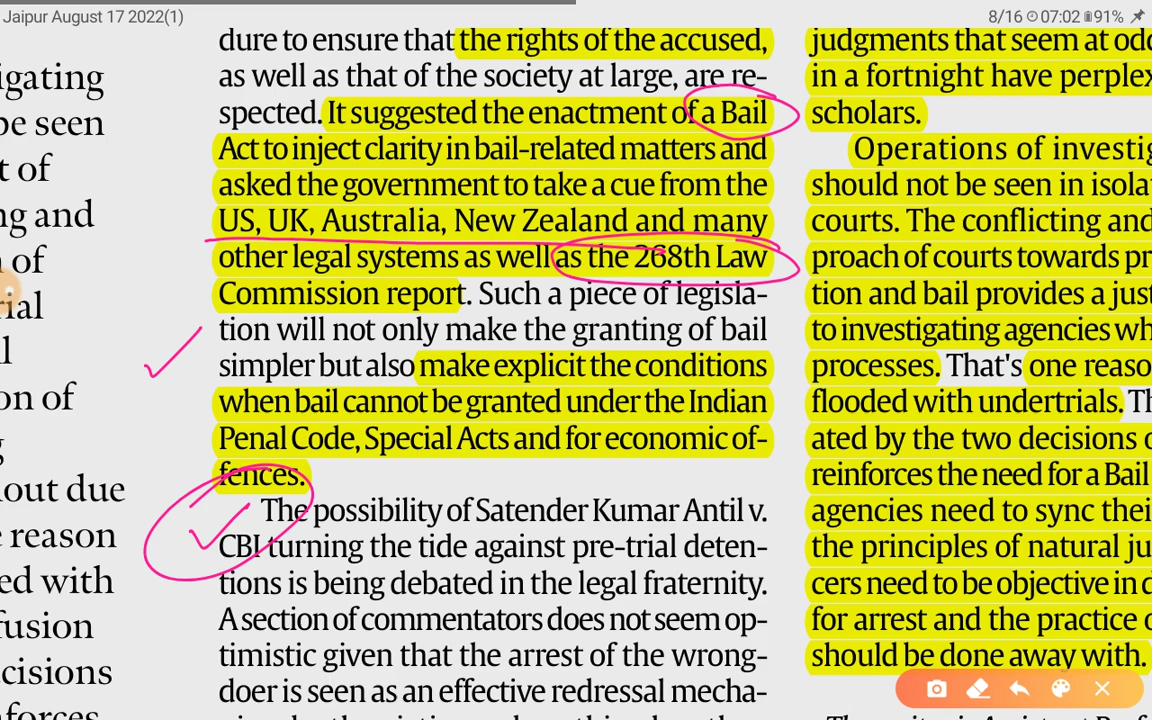 Jaipur August 17 2022(1)
8/16 07:02 91%
igating
be seen
t of
ng and
of
rial
l
on of
g
out due
e reason
ed with
fusion
cisions
dure to ensure that the rights of the accused,
as well as that of the society at large, are re-
spected. It suggested the enactment of a Bail
Act to inject clarity in bail-related matters and
asked the government to take a cue from the
US, UK, Australia, New Zealand and many
other legal systems as well as the 268th Law
Commission report. Such a piece of legisla-
tion will not only make the granting of bail
simpler but also make explicit the conditions
when bail cannot be granted under the Indian
Penal Code, Special Acts and for economic of-
fences.
The possibility of Satender Kumar Antil v.
CBI turning the tide against pre-trial deten-
tions is being debated in the legal fraternity.
A section of commentators does not seem op-
timistic given that the arrest of the wrong-
doer is seen as an effective redressal mecha-
judgments that seem at od
in a fortnight have perplex
scholars.
Operations of investig
should not be seen in isola
courts. The conflicting and
proach of courts towards pr
tion and bail provides a just
to investigating agencies wh
processes. That's one reaso
flooded with undertrials. Th
ated by the two decisions o
reinforces the need for a Bail
agencies need to sync thei
the principles of natural ju
cers need to be objective in d
for arrest and the practice o
should be done away with.